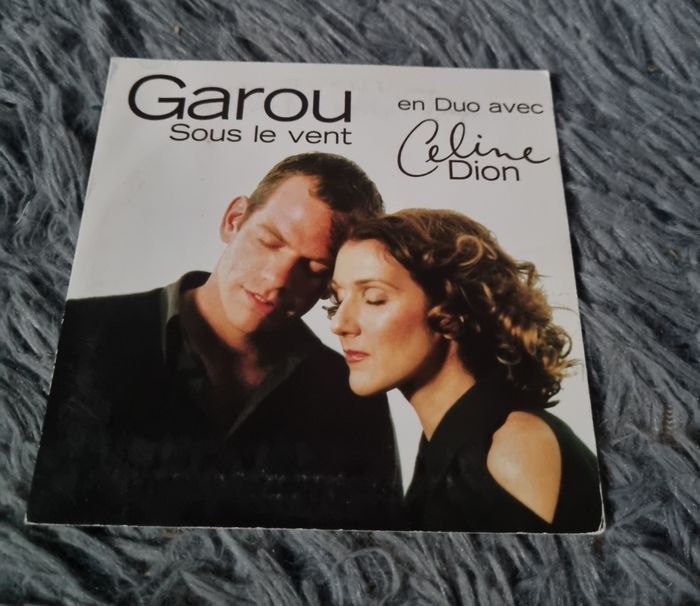 Garou
Sous le vent
en Duo avec
Celine
Dion